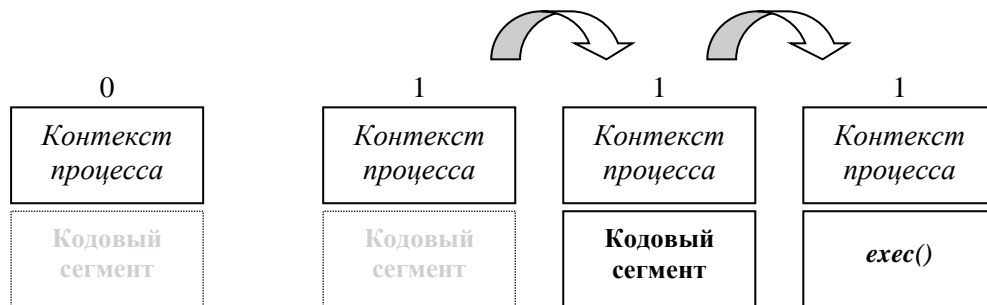 0 1 1 1
Контекст Контекст Контекст Контекст
процесса процесса процесса процесса
Кодовый Кодовый Кодовый exec()
сегмент сегмент сегмент